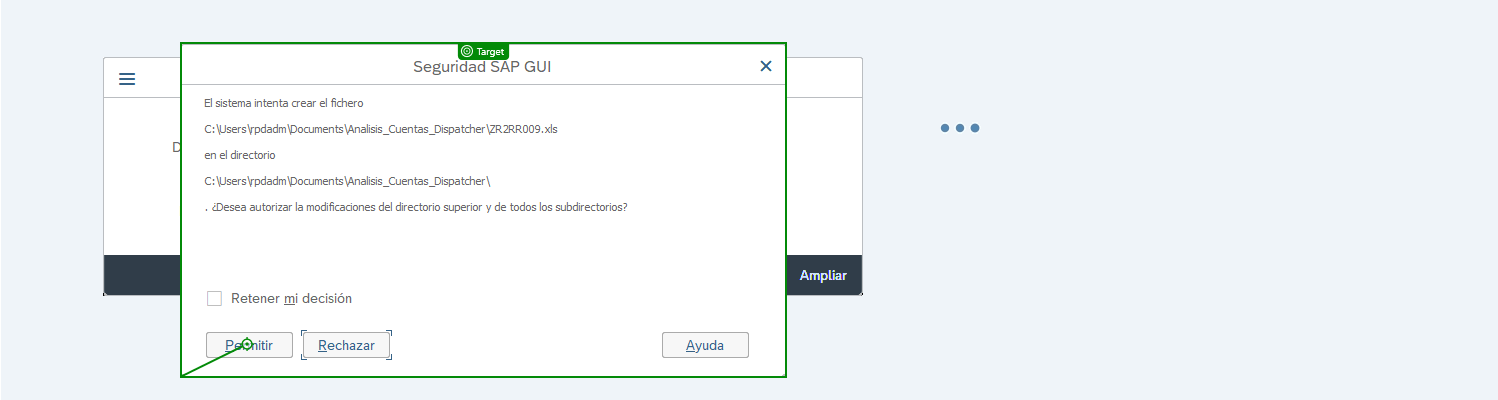 Target
Seguridad SAP GUI
El sistema intenta crear el fichero
C:\Users\rpdadm\Documents\Analisis_Cuentas_Dispatcher\ZR2RR009.xls
D
en el directorio
C:\Users\rpdadm\Documents\Analisis_Cuentas_Dispatcher\
. ¿Desea autorizar la modificaciones del directorio superior y de todos los subdirectorios?
Ampliar
Retener mi decisión
Permitir Rechazar Ayuda